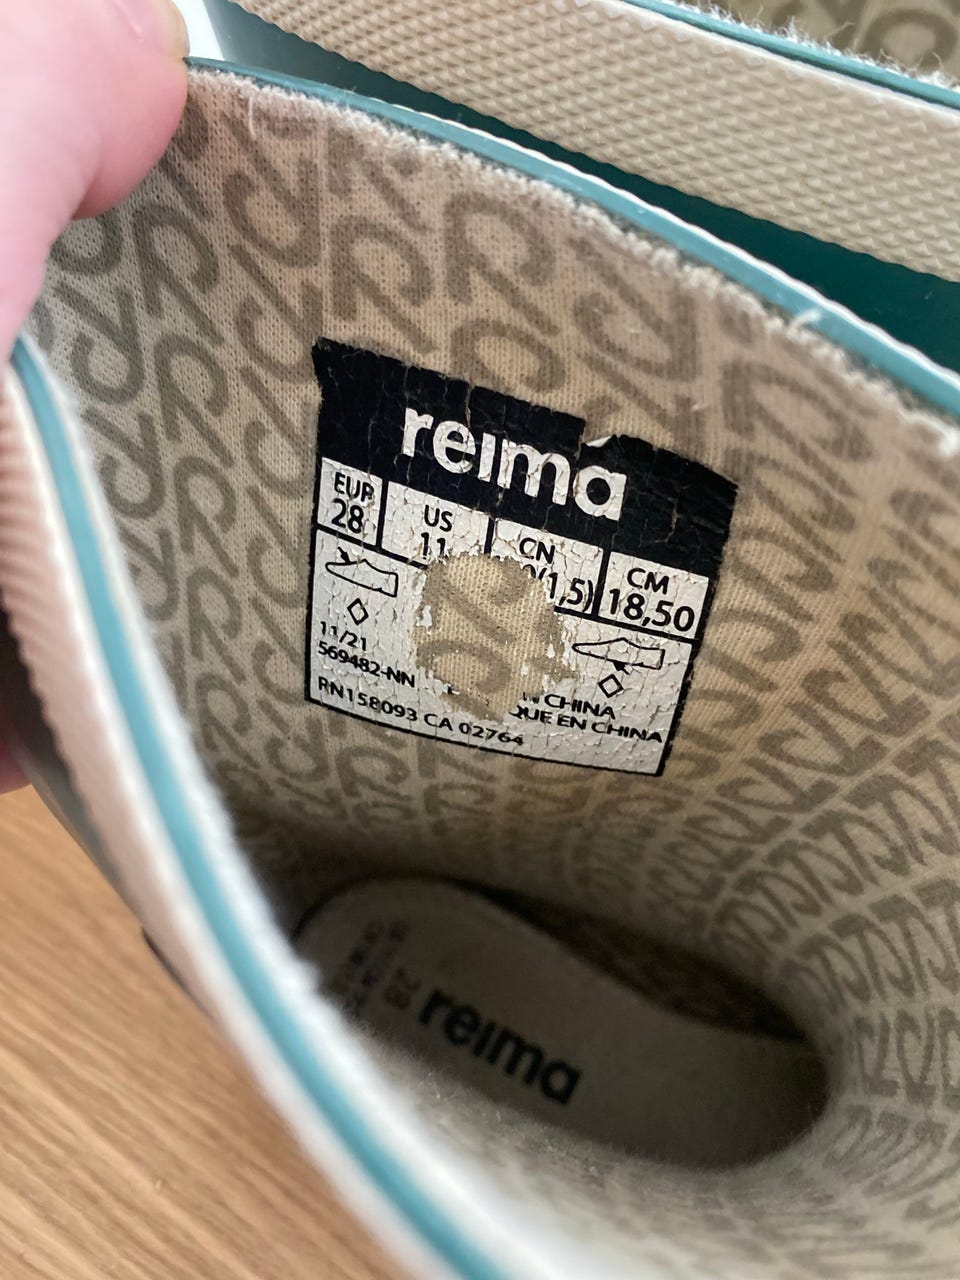 reima
EUR US CN CM
28 11 (1,5) 18,50
11/21
569482-NN CHINA
EN CHINA
RN158093 CA 02764
28
reima